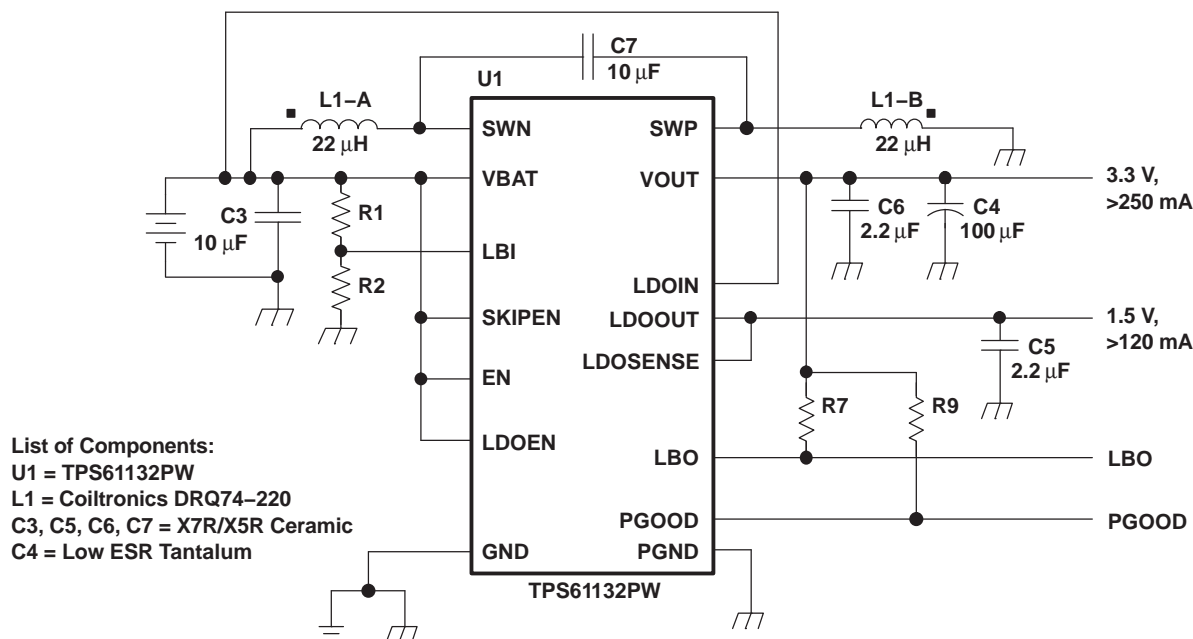 C7
10 μF
U1
L1–A
22 μH
L1–B
22 μH
SWN
SWP
VBAT
VOUT
3.3 V,
>250 mA
C3
10 μF
R1
C6
2.2 μF
C4
100 μF
LBI
R2
LDOIN
SKIPEN
LDOOUT
1.5 V,
>120 mA
LDOSENSE
C5
2.2 μF
EN
R7
R9
LDOEN
LBO
LBO
PGOOD
PGOOD
GND
PGND
TPS61132PW
List of Components:
U1 = TPS61132PW
L1 = Coiltronics DRQ74–220
C3, C5, C6, C7 = X7R/X5R Ceramic
C4 = Low ESR Tantalum